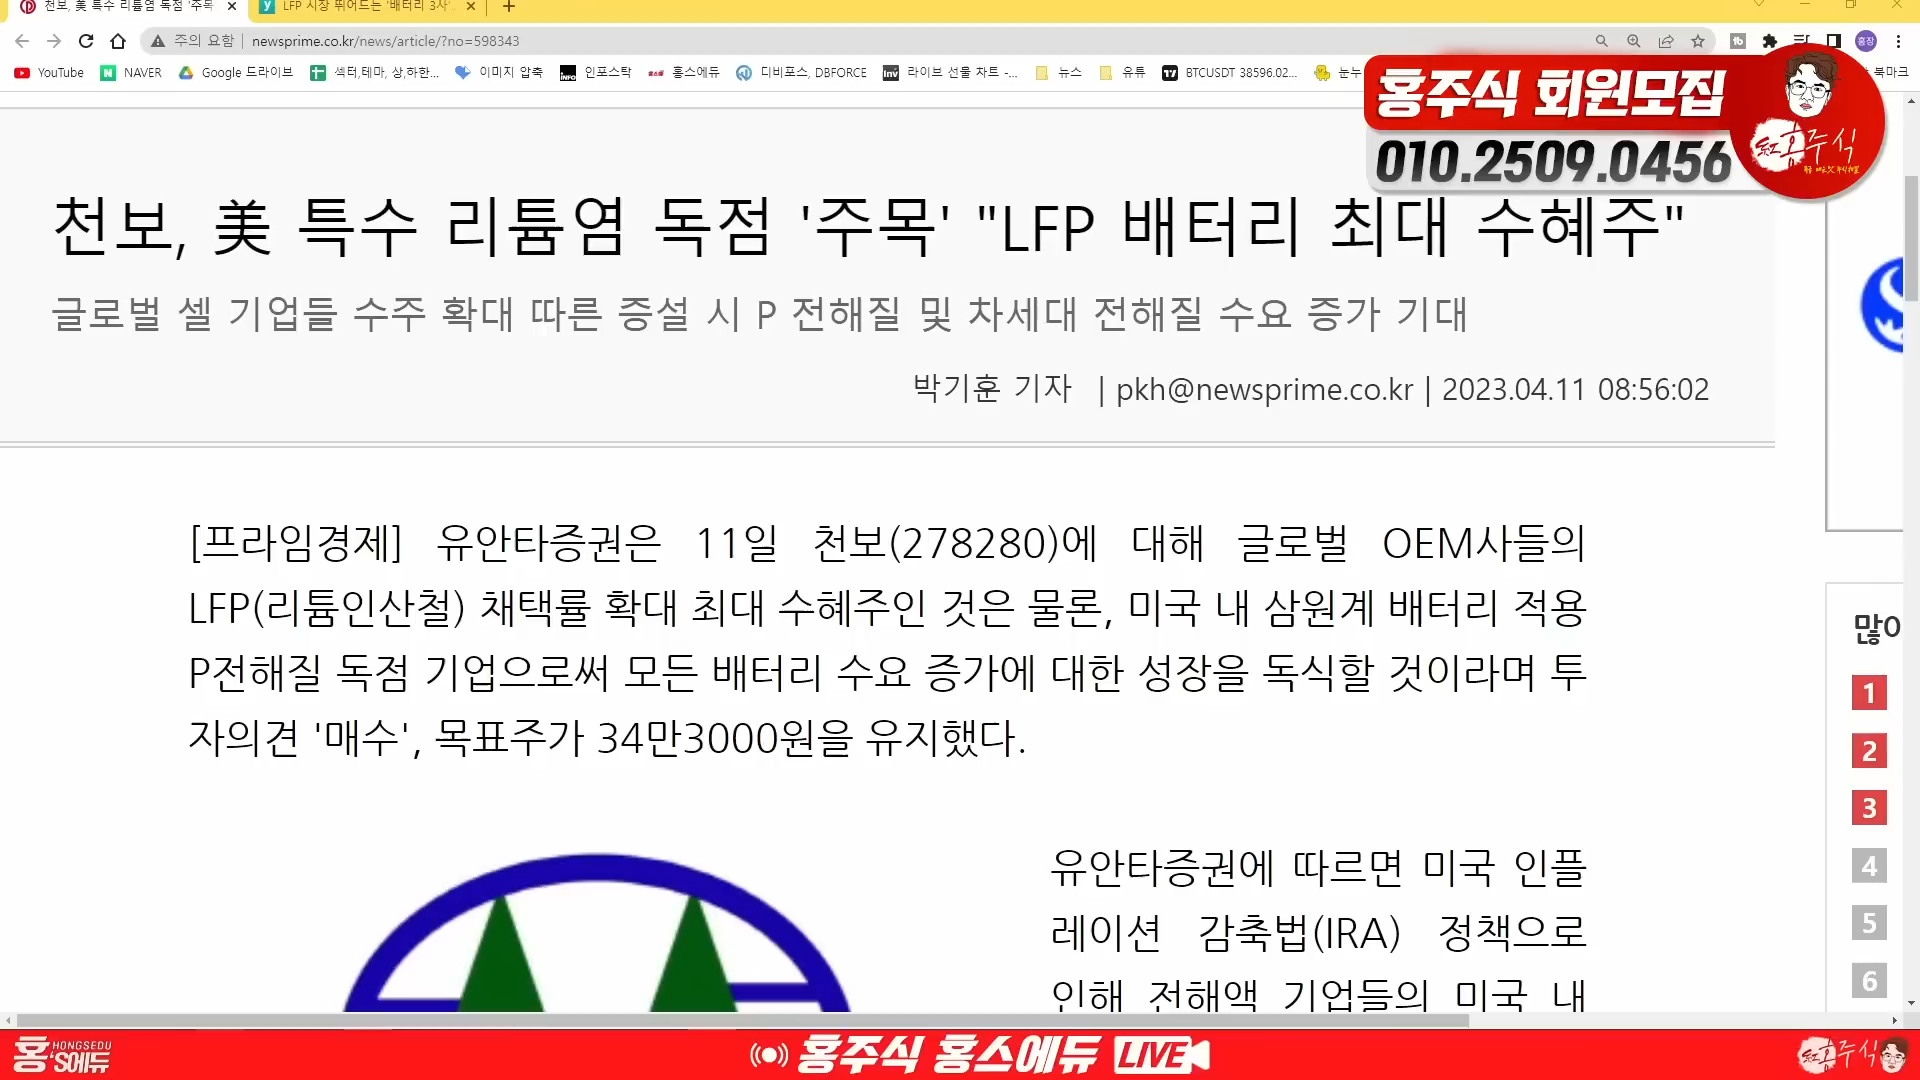 천보, 美 특수 리튬염 독점 '주목'
LFP 시장 뛰어드는 '배터리 3사'
주의 요함 | newsprime.co.kr/news/article/?no=598343
YouTube NAVER Google 드라이브 섹터,테마, 상,하한... 이미지 압축 인포스탁 홍스에듀 디비포스, DBFORCE 라이브 선물 차트 -... 뉴스 유튜 BTCUSDT 38596.02... 눈누 북마크
홍주식 회원모집
010.2509.0456
홍주식
천보, 美 특수 리튬염 독점 '주목' "LFP 배터리 최대 수혜주"
글로벌 셀 기업들 수주 확대 따른 증설 시 P 전해질 및 차세대 전해질 수요 증가 기대
박기훈 기자 | pkh@newsprime.co.kr | 2023.04.11 08:56:02
[프라임경제] 유안타증권은 11일 천보(278280)에 대해 글로벌 OEM사들의
LFP(리튬인산철) 채택률 확대 최대 수혜주인 것은 물론, 미국 내 삼원계 배터리 적용
P전해질 독점 기업으로써 모든 배터리 수요 증가에 대한 성장을 독식할 것이라며 투
자의견 '매수', 목표주가 34만3000원을 유지했다.
유안타증권에 따르면 미국 인플
레이션 감축법(IRA) 정책으로
인해 전해액 기업들의 미국 내
많이
1
2
3
4
5
6
홍'S에듀 HONGSEDU
홍주식 홍스에듀 LIVE
홍주식